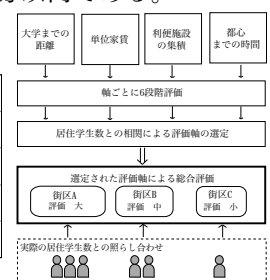 大学までの
距離
単位家賃
利便施設
の集積
都心
までの時間
軸ごとに6段階評価
居住学生数との相関による評価軸の選定
選定された評価軸による総合評価
街区A
評価 大
街区B
評価 中
街区C
評価 小
実際の居住学生数との照らし合わせ